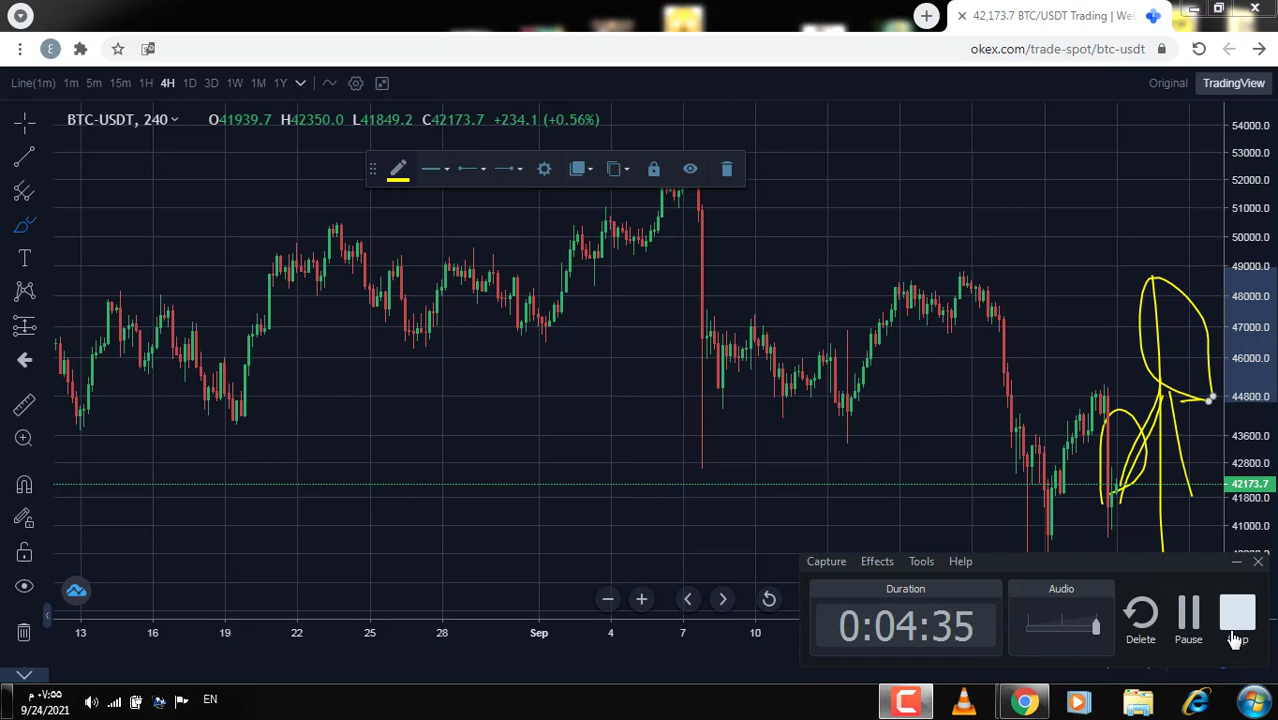 42,173.7 BTC/USDT Trading | We
ع
okex.com/trade-spot/btc-usdt
Line(1m) 1m 5m 15m 1H 4H 1D 3D 1W 1M 1Y
Original TradingView
BTC-USDT, 240 O41939.7 H42350.0 L41849.2 C42173.7 +234.1 (+0.56%)
54000.0
53000.0
52000.0
51000.0
50000.0
49000.0
48000.0
47000.0
46000.0
44800.0
43600.0
42800.0
42173.7
41800.0
41000.0
Capture Effects Tools Help
Duration Audio
0:04:35
Delete Pause
13 16 19 22 25 28 Sep 4 7 10
م ٠٧:٥٥
9/24/2021
EN